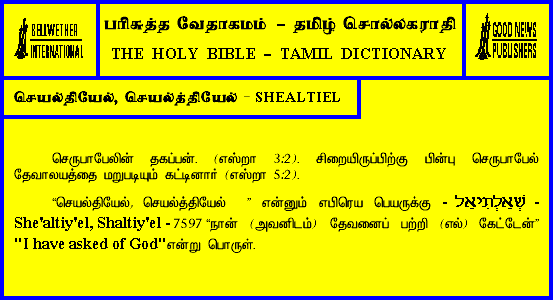 BELLWETHER
INTERNATIONAL
பரிசுத்த வேதாகமம் – தமிழ் சொல்லகராதி
THE HOLY BIBLE – TAMIL DICTIONARY
GOOD NEWS
PUBLISHERS
செயல்தியேல், செயல்த்தியேல் – SHEALTIEL
செருபாபேலின் தகப்பன். (எஸ்றா 3:2). சிறையிருப்பிற்கு பின்பு செருபாபேல்
தேவாலயத்தை மறுபடியும் கட்டினார் (எஸ்றா 5:2).
“செயல்தியேல், செயல்த்தியேல் ” என்னும் எபிரெய பெயருக்கு - שְׁאַלְתִּיאֵל -
She'altiy'el, Shaltiy'el - 7597 “நான் (அவனிடம்) தேவனைப் பற்றி (எல்) கேட்டேன்”
"I have asked of God" என்று பொருள்.